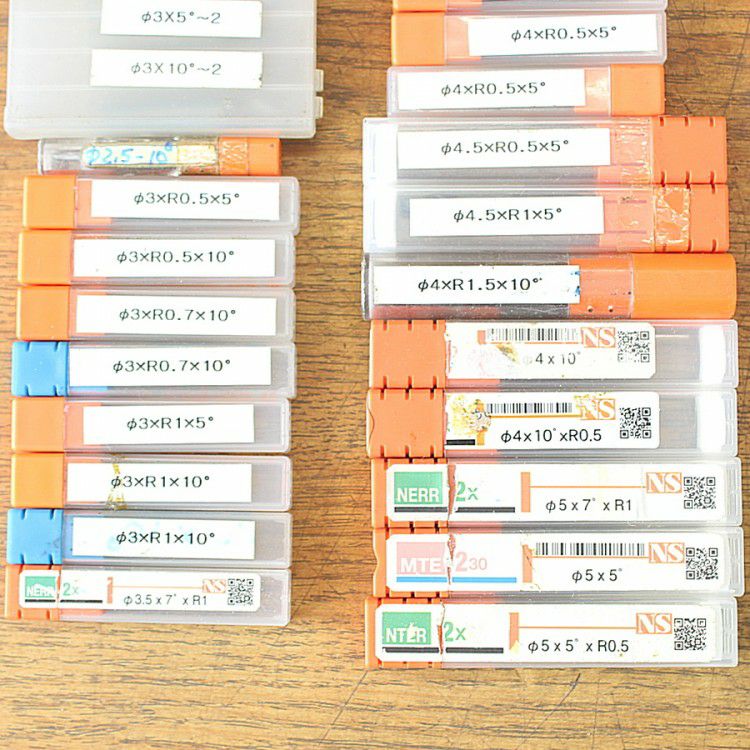 φ3X5°~2
φ3X10°~2
φ2.5-10°
φ3×R0.5×5°
φ3×R0.5×10°
φ3×R0.7×10°
φ3×R0.7×10°
φ3×R1×5°
φ3×R1×10°
φ3×R1×10°
2x
NS
φ3.5 x 7° x R1
φ4×R0.5×5°
φ4×R0.5×5°
φ4.5×R0.5×5°
φ4.5×R1×5°
φ4×R1.5×10°
NS
φ4 x 10°
NS
φ4x10°xR0.5
NERR 2x
NS
φ5 x 7° x R1
MTE 230
NS
φ5 x 5°
2x
NS
φ5 x 5° x R0.5